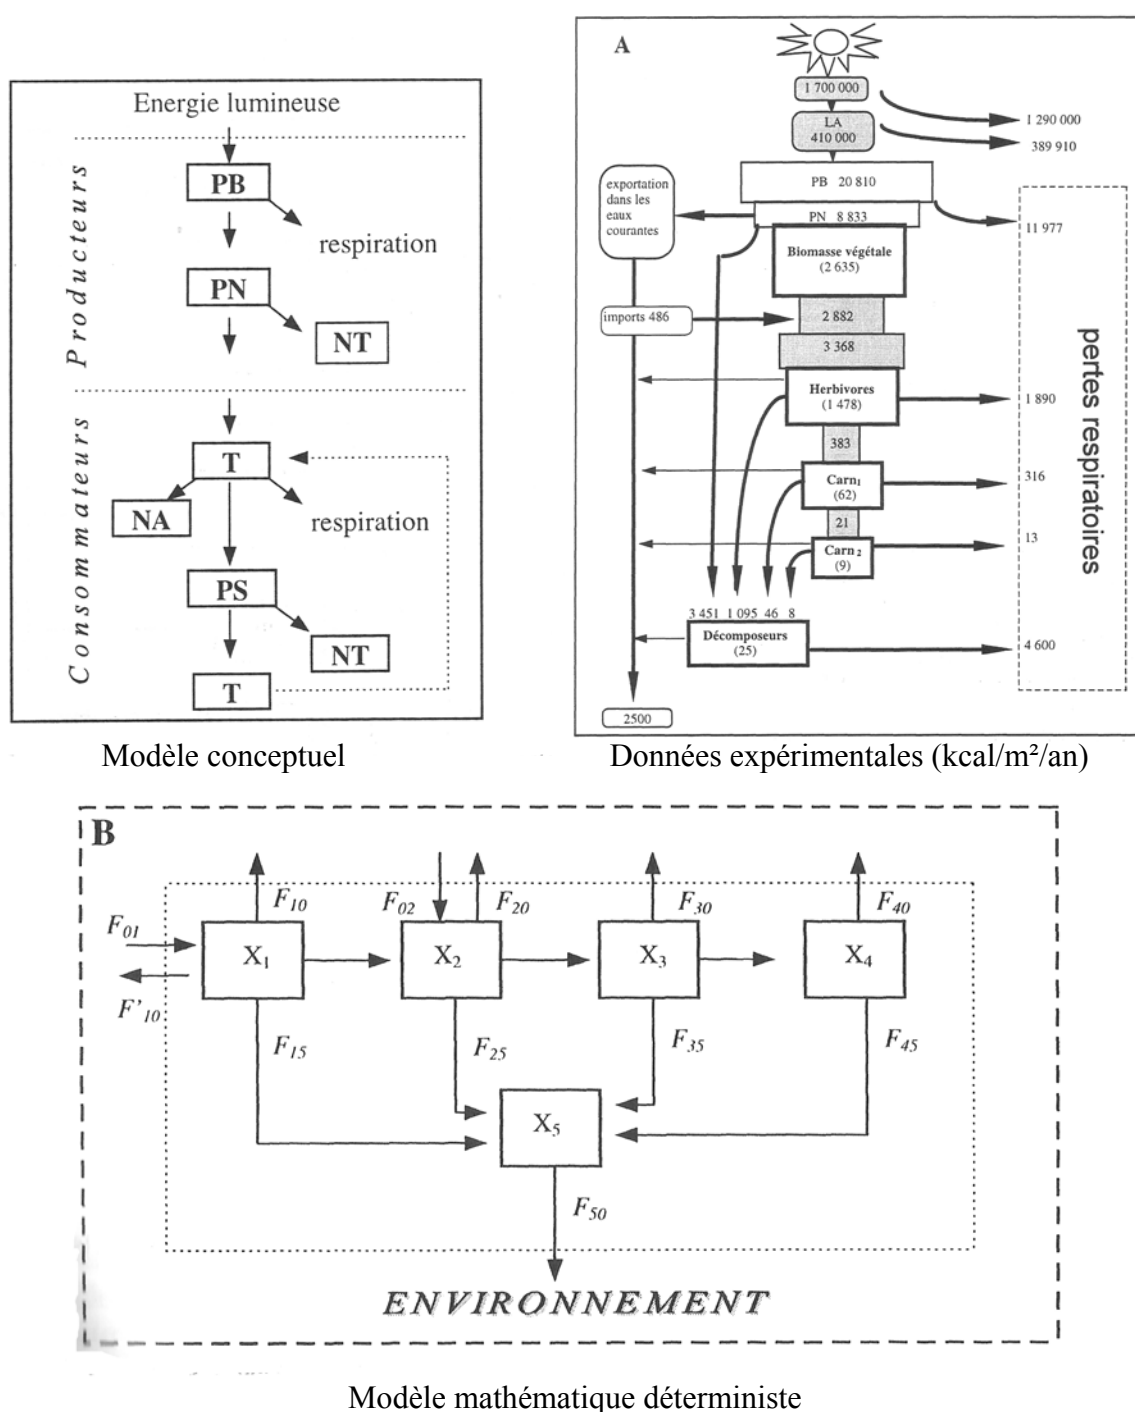 Energie lumineuse
Producteurs
PB
respiration
PN
NT
Consommateurs
T
NA
respiration
PS
NT
T
Modèle conceptuel
A
1 700 000
1 290 000
LA
410 000
389 910
PB 20 810
exportation
dans les
eaux
courantes
PN 8 833
11 977
Biomasse végétale
(2 635)
imports 486
2 882
3 368
Herbivores
(1 478)
1 890
383
Carn1
(62)
316
21
Carn 2
(9)
13
3 451 1 095 46 8
Décomposeurs
(25)
4 600
2500
pertes respiratoires
Données expérimentales (kcal/m²/an)
B
F10
F02
F20
F30
F40
F01
X1
X2
X3
X4
F'10
F15
F25
F35
F45
X5
F50
ENVIRONNEMENT
Modèle mathématique déterministe